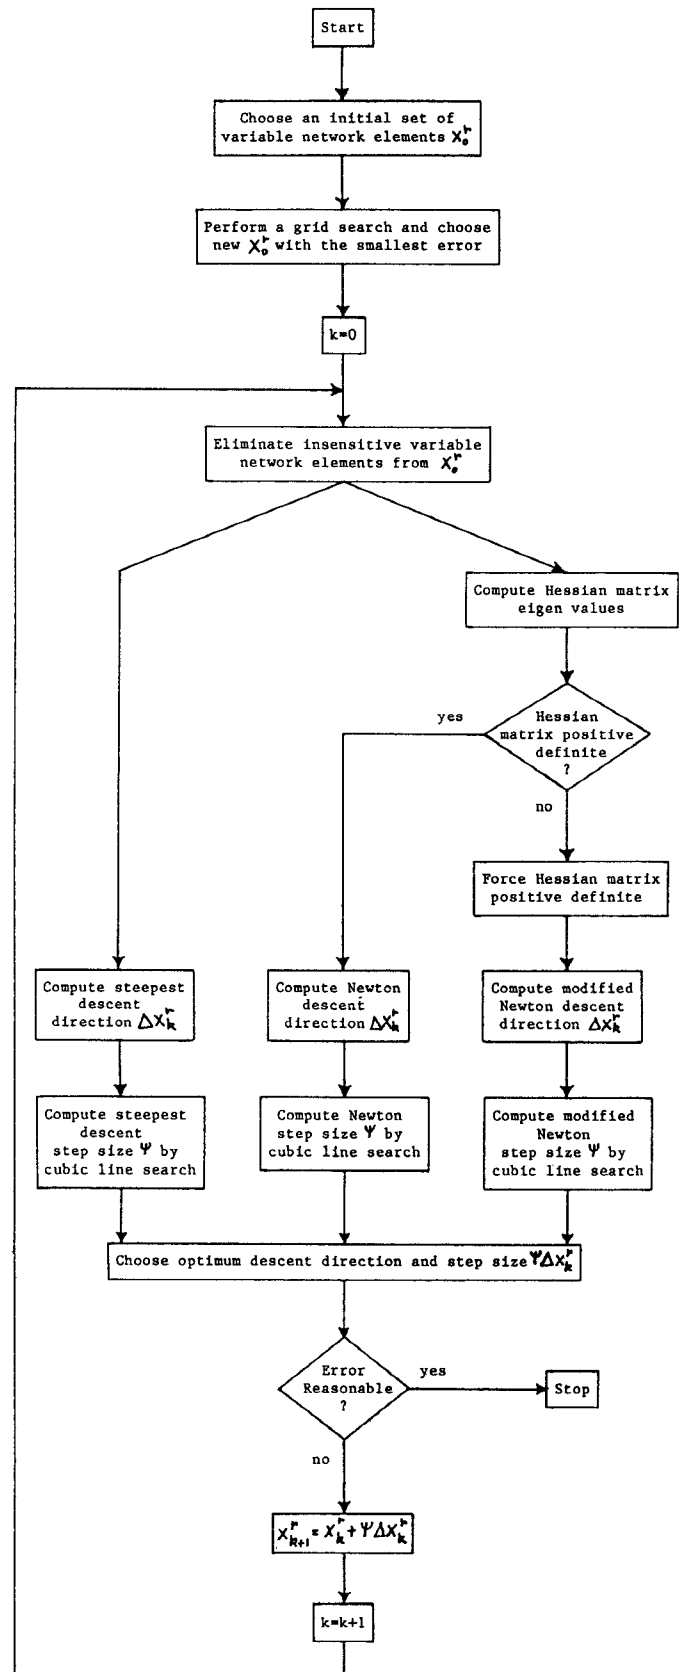 Start
Choose an initial set of
variable network elements X₀ʳ
Perform a grid search and choose
new X₀ʳ with the smallest error
k=0
Eliminate insensitive variable
network elements from X₀ʳ
Compute Hessian matrix
eigen values
yes
Hessian
matrix positive
definite
?
no
Force Hessian matrix
positive definite
Compute steepest
descent
direction ΔXₖʳ
Compute Newton
descent
direction ΔXₖʳ
Compute modified
Newton descent
direction ΔXₖʳ
Compute steepest
descent
step size Ψ by
cubic line search
Compute Newton
step size Ψ by
cubic line search
Compute modified
Newton
step size Ψ by
cubic line search
Choose optimum descent direction and step size ΨΔXₖʳ
Error
Reasonable
?
yes
Stop
no
Xₖ₊₁ʳ = Xₖʳ + ΨΔXₖʳ
k=k+1